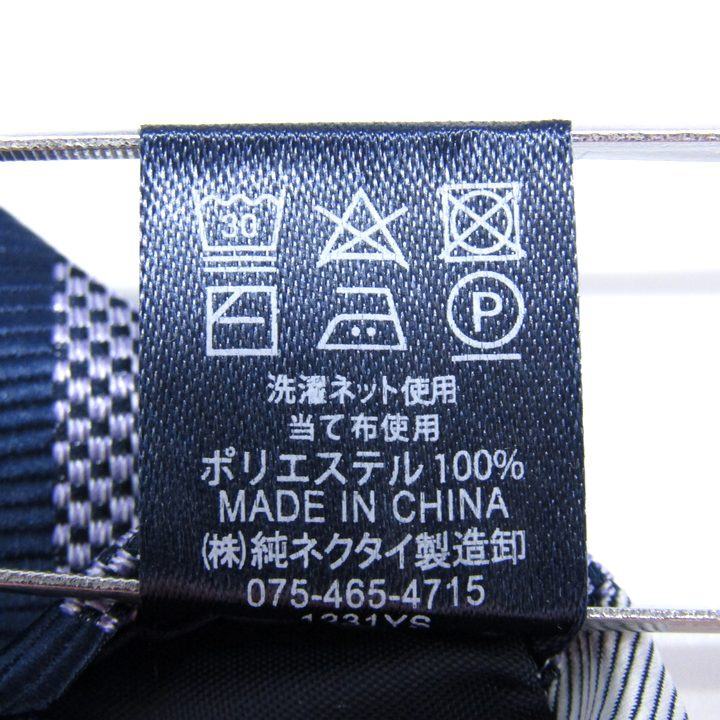 30
P
洗濯ネット使用
当て布使用
ポリエステル 100%
MADE IN CHINA
(株)純ネクタイ製造卸
075-465-4715
1231YS